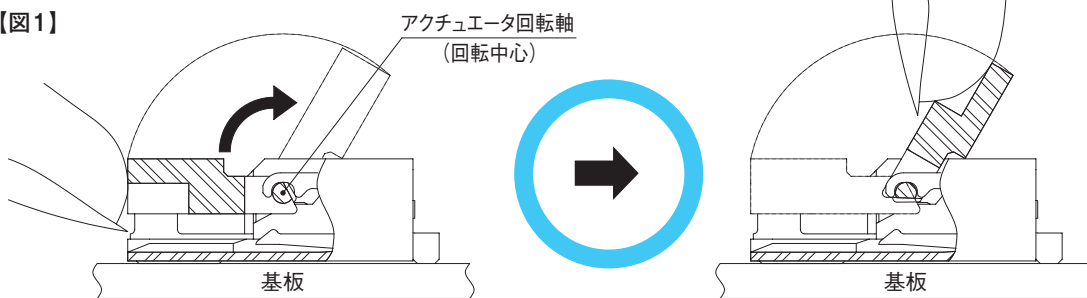 【図1】
アクチュエータ回転軸
(回転中心)
基板
基板